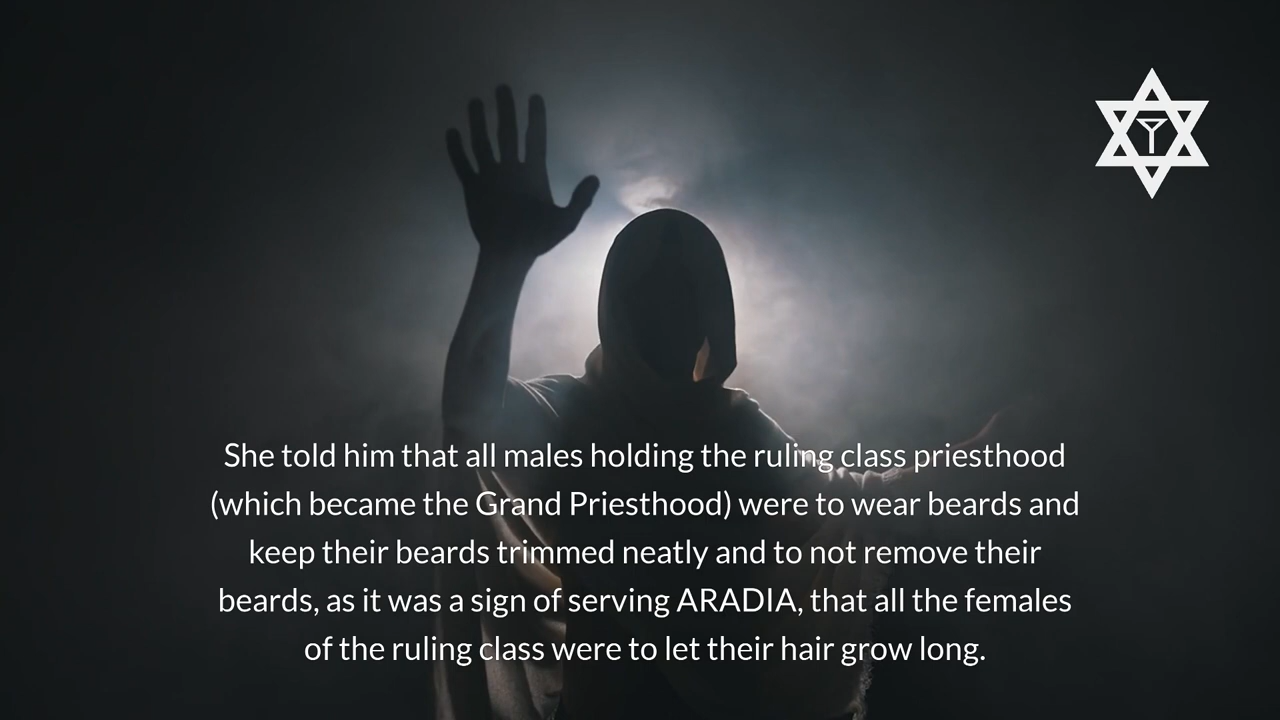 She told him that all males holding the ruling class priesthood
(which became the Grand Priesthood) were to wear beards and
keep their beards trimmed neatly and to not remove their
beards, as it was a sign of serving ARADIA, that all the females
of the ruling class were to let their hair grow long.